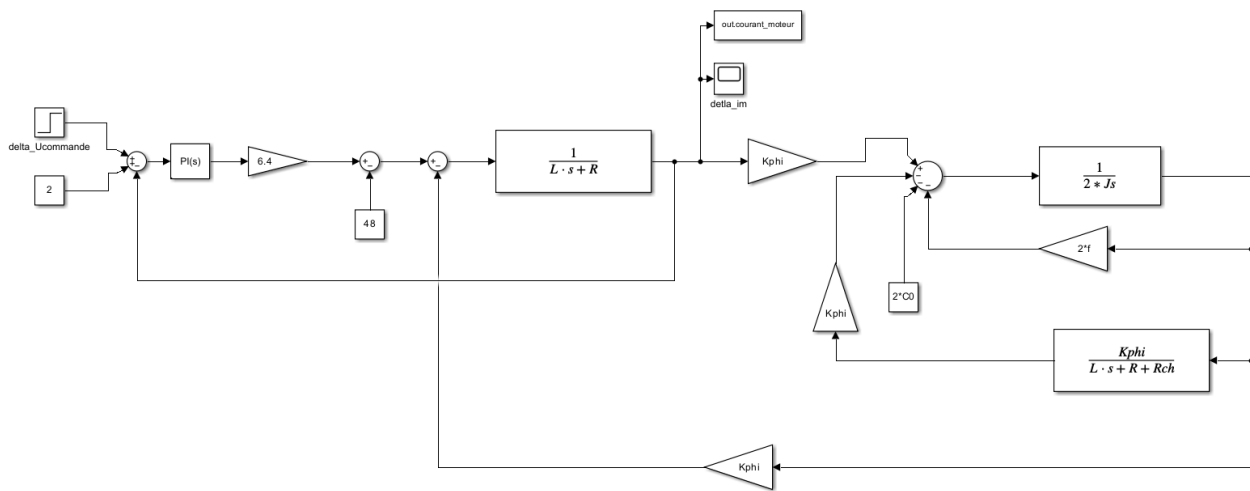 out.courant_moteur
detla_im
delta_Ucommande
2
PI(s)
6.4
48
1
L · s + R
Kphi
1
2 * Js
2*f
2*C0
Kphi
Kphi
L · s + R + Rch
Kphi